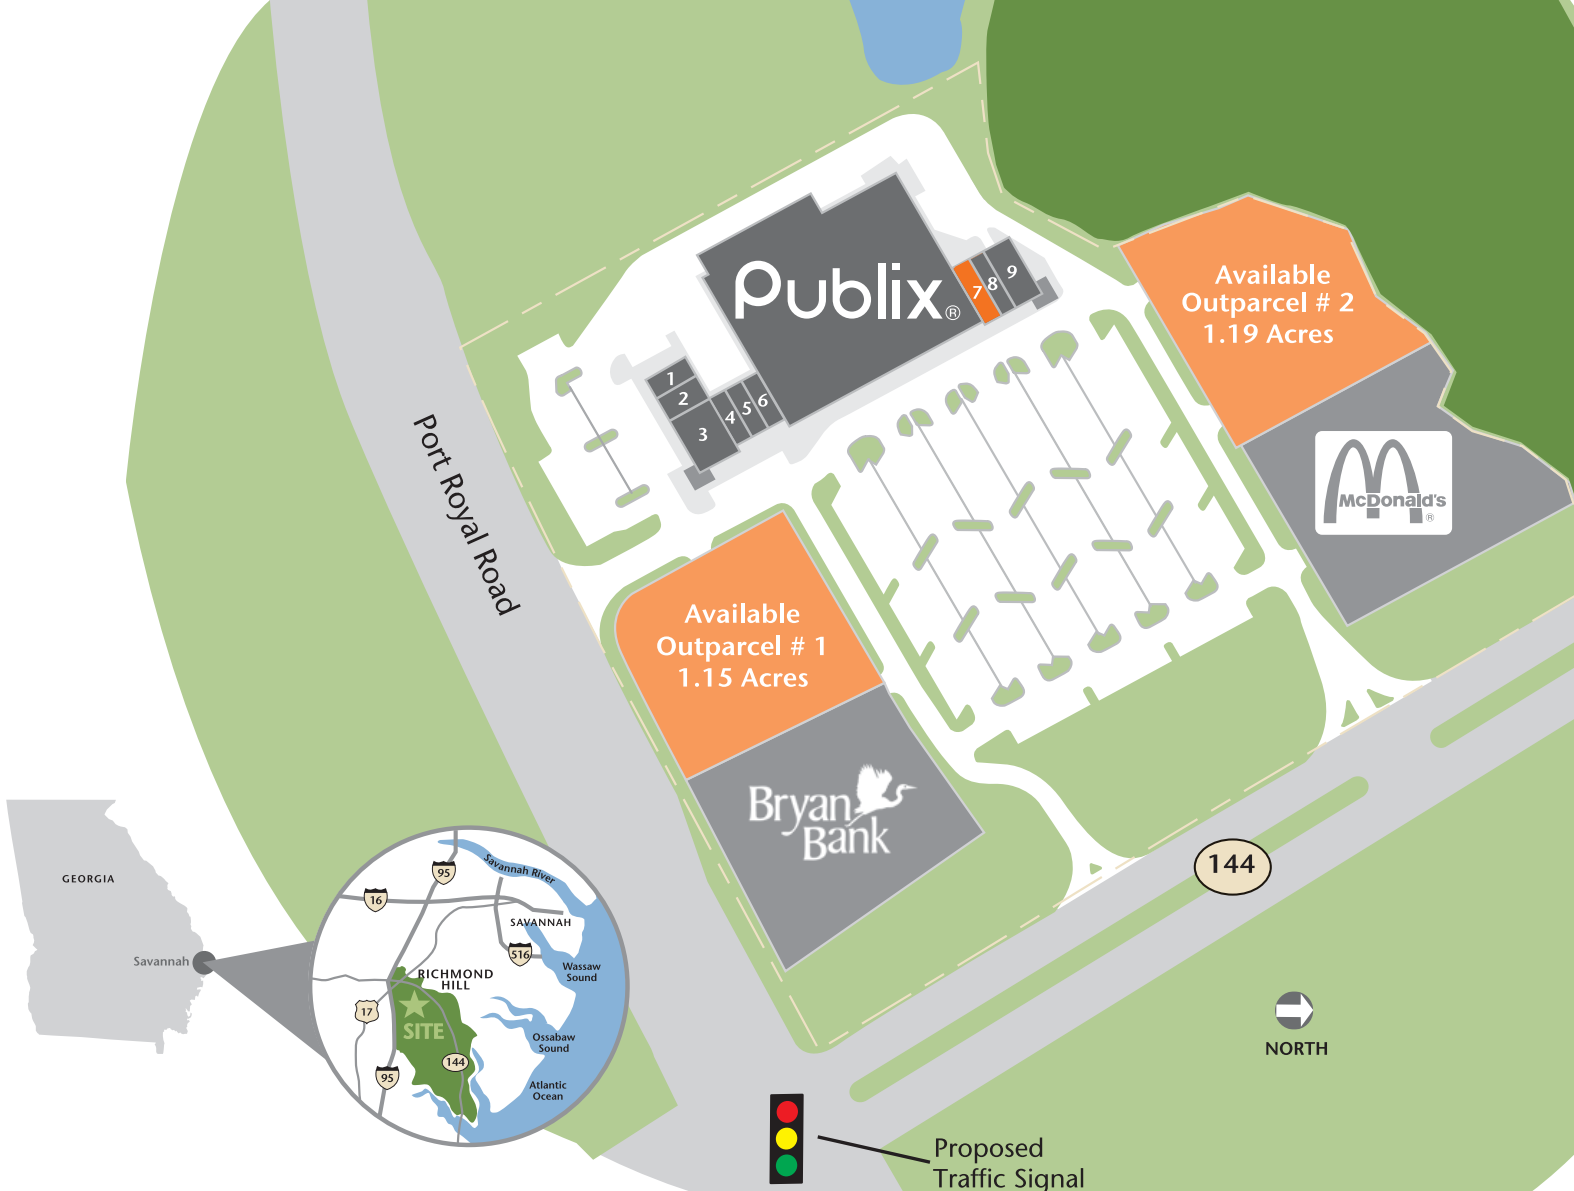 Publix®
1
2
3
4
5
6
7
8
9
Available
Outparcel # 2
1.19 Acres
McDonald's
®
Port Royal Road
Available
Outparcel # 1
1.15 Acres
Bryan
Bank
144
GEORGIA
Savannah
95
Savannah River
16
SAVANNAH
516
Wassaw
Sound
RICHMOND
HILL
17
SITE
Ossabaw
Sound
144
95
Atlantic
Ocean
NORTH
Proposed
Traffic Signal